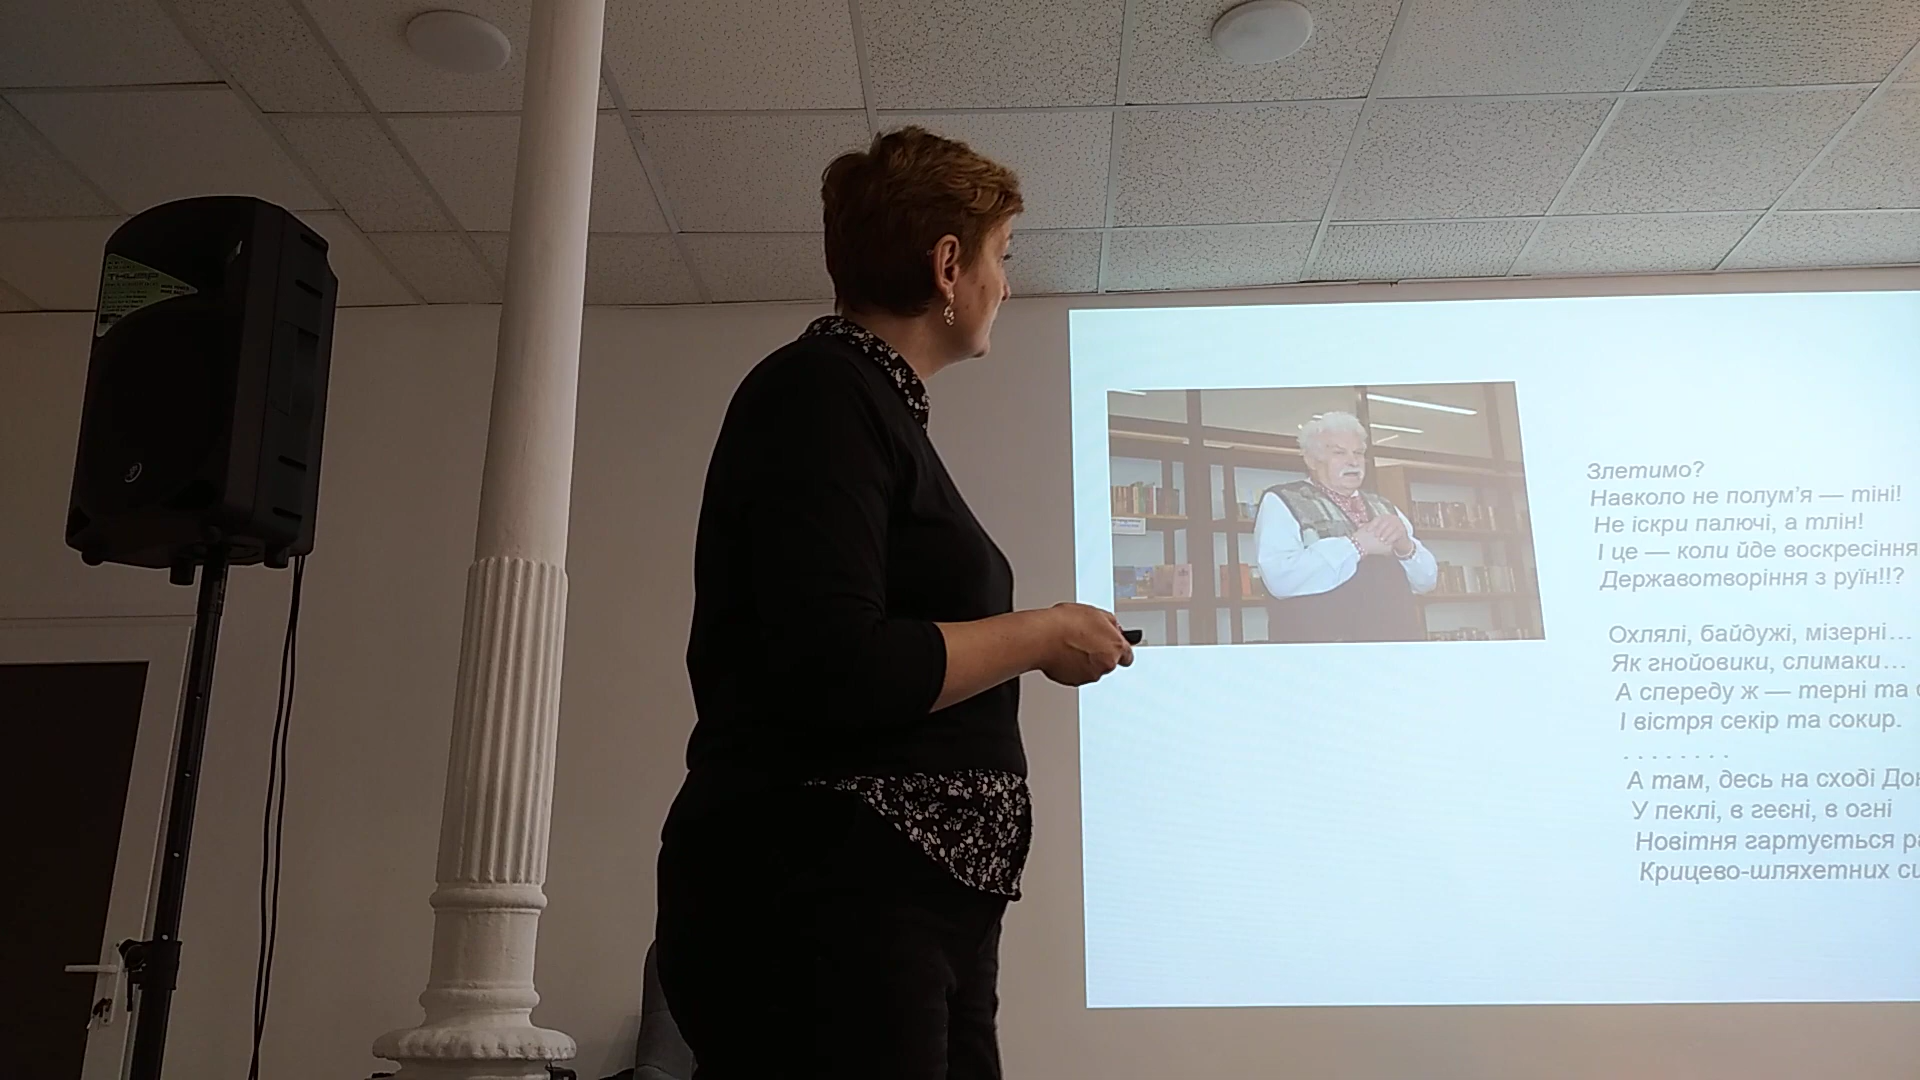 THUMP
Злетимо?
Навколо не полум'я — тіні!
Не іскри палючі, а тлін!
І це — коли йде воскресіння
Державотворіння з руїн!!?
Охлялі, байдужі, мізерні…
Як гнойовики, слимаки…
А спереду ж — терні та
І вістря секір та сокир.
. . . . . . . .
А там, десь на сході
У пеклі, в геєні, в огні
Новітня гартується
Крицево-шляхетних